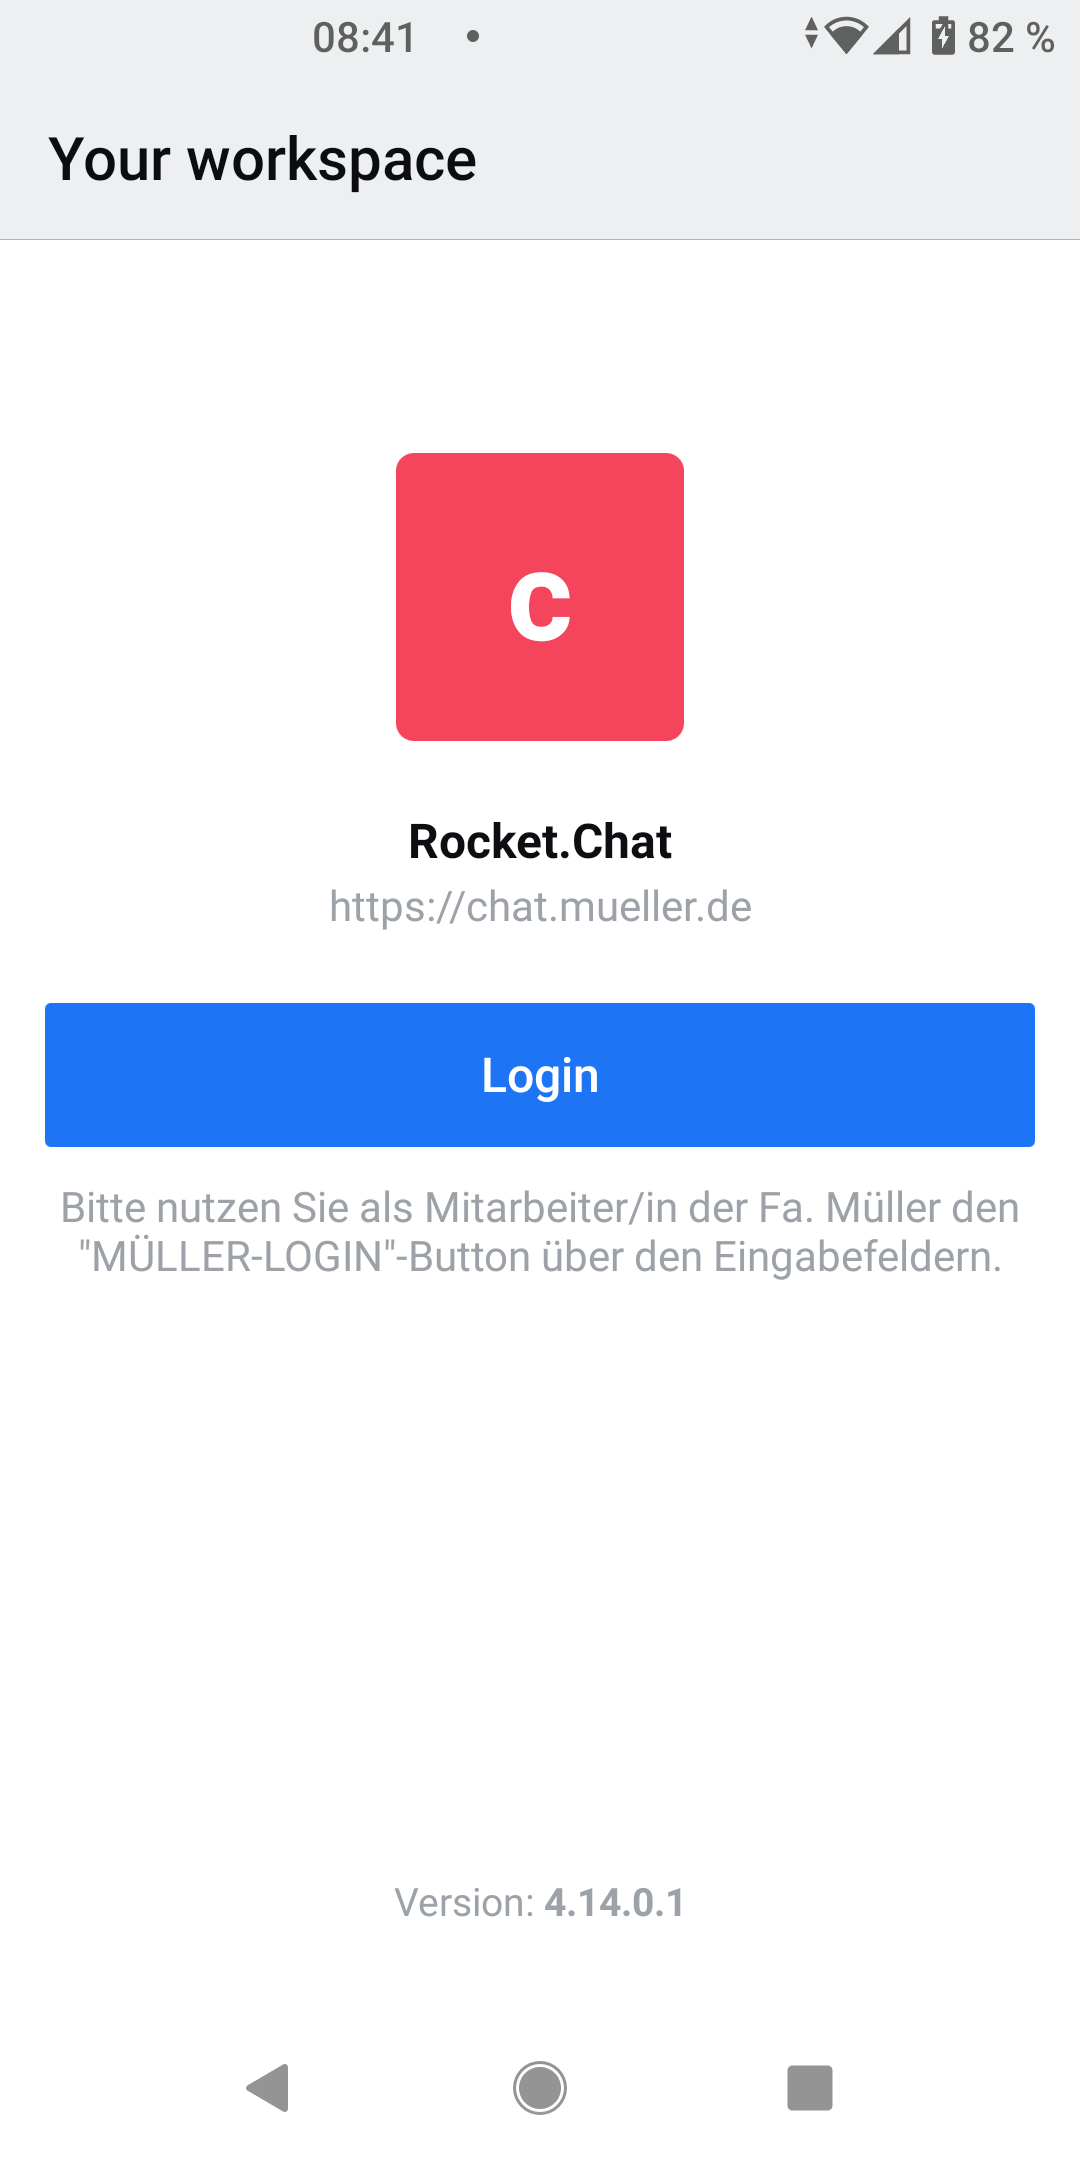 08:41
82 %
Your workspace
c
Rocket.Chat
https://chat.mueller.de
Login
Bitte nutzen Sie als Mitarbeiter/in der Fa. Müller den
"MÜLLER-LOGIN"-Button über den Eingabefeldern.
Version: 4.14.0.1